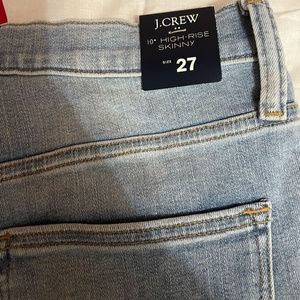 J.CREW
10" HIGH-RISE
SKINNY
SIZE 27